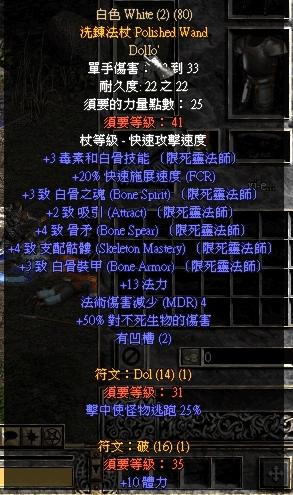 白色 White (2) (80)
洗鍊法杖 Polished Wand
DolIo'
單手傷害： 到 33
耐久度: 22 之 22
須要的力量點數： 25
須要等級： 41
杖等級 - 快速攻擊速度
+3 毒素和白骨技能 〔限死靈法師〕
+20% 快速施展速度 (FCR)
+3 致 白骨之魂 (Bone Spirit) 〔限死靈法師〕
+2 致 吸引 (Attract) 〔限死靈法師〕
+4 致 骨矛 (Bone Spear) 〔限死靈法師〕
+4 致 支配骷髏 (Skeleton Mastery) 〔限死靈法師〕
+3 致 白骨裝甲 (Bone Armor) 〔限死靈法師〕
+13 法力
法術傷害減少 (MDR) 4
+50% 對不死生物的傷害
有凹槽 (2)
0
符文：Dol (14) (1)
須要等級： 31
擊中使怪物逃跑 25%
符文：破 (16) (1)
須要等級： 35
+10 體力